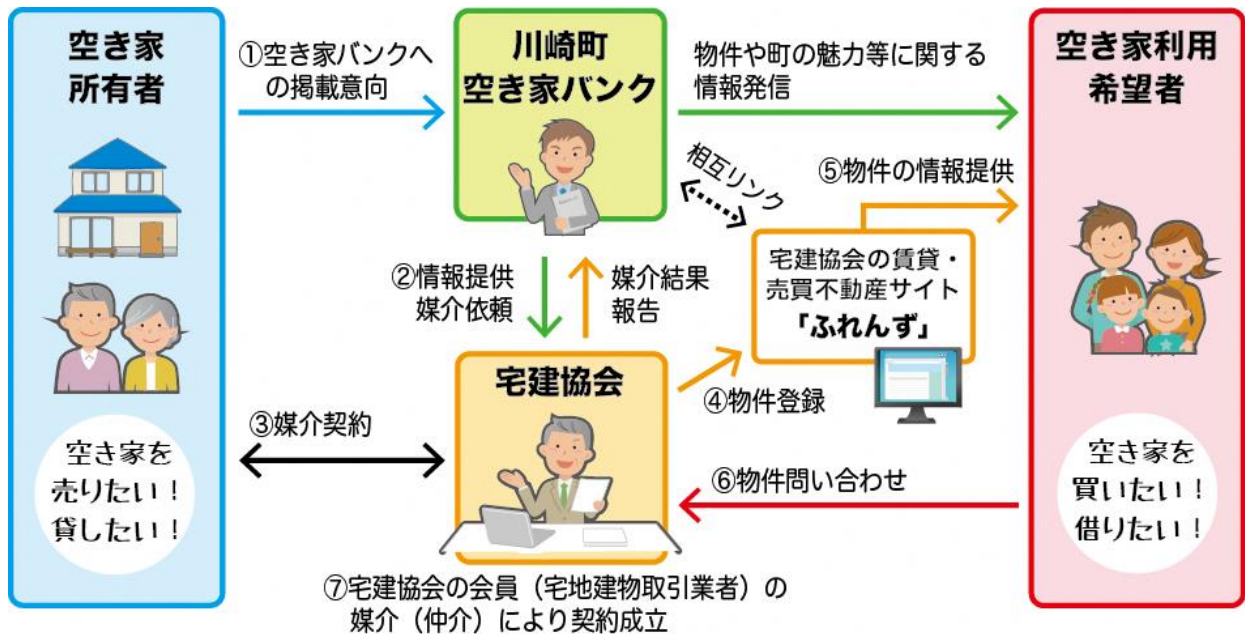 空き家
所有者
①空き家バンクへ
の掲載意向
川崎町
空き家バンク
物件や町の魅力等に関する
情報発信
空き家利用
希望者
相互リンク
⑤物件の情報提供
②情報提供
媒介依頼
媒介結果
報告
宅建協会の賃貸・
売買不動産サイト
「ふれんず」
宅建協会
④物件登録
③媒介契約
⑥物件問い合わせ
空き家を
売りたい!
貸したい!
空き家を
買いたい!
借りたい!
⑦宅建協会の会員（宅地建物取引業者）の
媒介（仲介）により契約成立